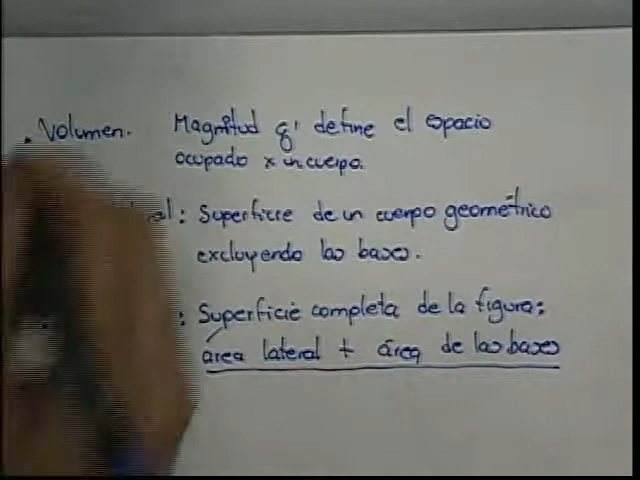 . Volumen. Magnitud q' define el espacio
ocupado x un cuerpo.
al: Superficie de un cuerpo geométrico
excluyendo las bases.
: Superficie completa de la figura:
área lateral + área de las bases